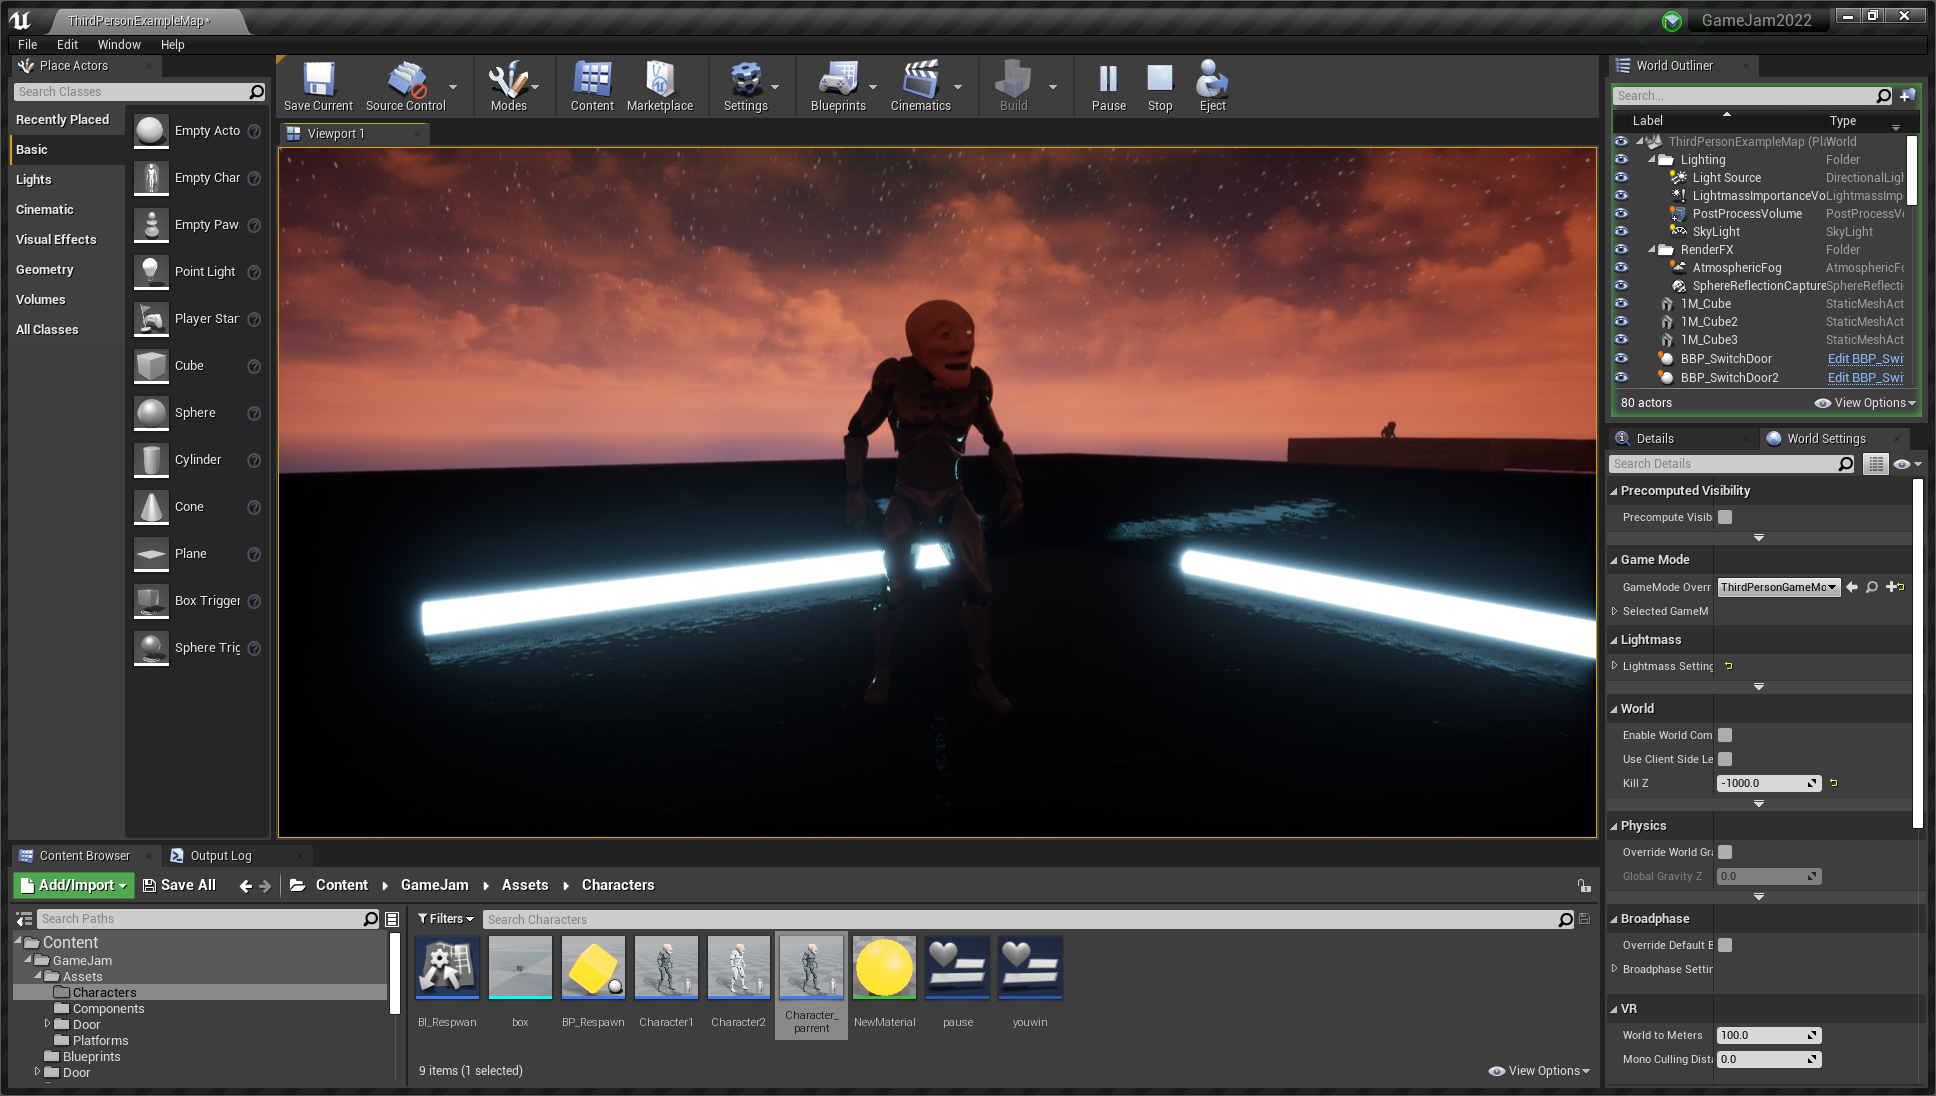 ThirdPersonExampleMap*
GameJam2022
File Edit Window Help
Place Actors
Search Classes
Recently Placed
Basic
Lights
Cinematic
Visual Effects
Geometry
Volumes
All Classes
Empty Acto
Empty Char
Empty Paw
Point Light
Player Star
Cube
Sphere
Cylinder
Cone
Plane
Box Trigger
Sphere Trig
Save Current
Source Control
Modes
Content
Marketplace
Settings
Blueprints
Cinematics
Build
Pause
Stop
Eject
Viewport 1
World Outliner
Search...
Label Type
ThirdPersonExampleMap (Pla World
Lighting Folder
Light Source DirectionalLigh
LightmassImportanceVo LightmassImp
PostProcessVolume PostProcessVo
SkyLight SkyLight
RenderFX Folder
AtmosphericFog AtmosphericFo
SphereReflectionCapture SphereReflecti
1M_Cube StaticMeshAct
1M_Cube2 StaticMeshAct
1M_Cube3 StaticMeshAct
BBP_SwitchDoor Edit BBP_Swi
BBP_SwitchDoor2 Edit BBP_Swi
80 actors View Options
Details World Settings
Search Details
Precomputed Visibility
Precompute Visib
Game Mode
GameMode Overr ThirdPersonGameMo
Selected GameM
Lightmass
Lightmass Setting
World
Enable World Com
Use Client Side Le
Kill Z -1000.0
Physics
Override World Gra
Global Gravity Z 0.0
Broadphase
Override Default B
Broadphase Settin
VR
World to Meters 100.0
Mono Culling Dista 0.0
Content Browser Output Log
Add/Import Save All Content GameJam Assets Characters
Search Paths
Content
GameJam
Assets
Characters
Components
Door
Platforms
Blueprints
Door
Filters Search Characters
BI_Respwan
box
BP_Respawn
Character1
Character2
Character_
parrent
NewMaterial
pause
youwin
9 items (1 selected) View Options